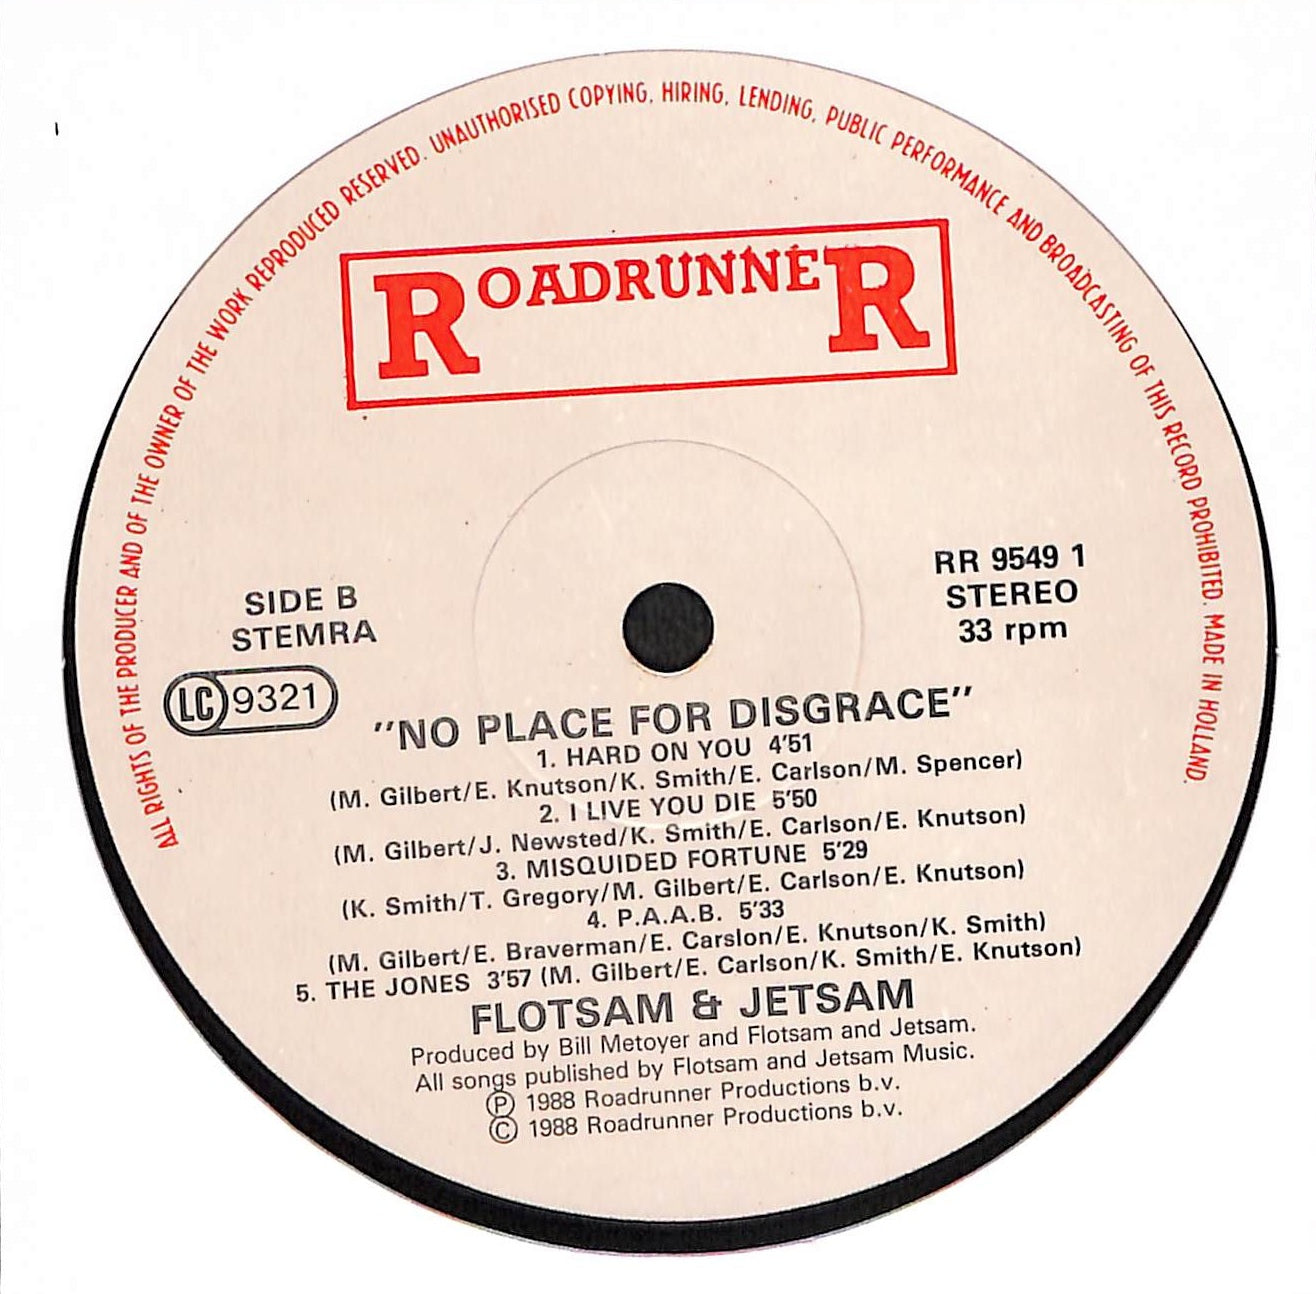 ALL RIGHTS OF THE PRODUCER AND OF THE OWNER OF THE WORK REPRODUCED RESERVED. UNAUTHORISED COPYING, HIRING, LENDING, PUBLIC PERFORMANCE AND BROADCASTING OF THIS RECORD PROHIBITED. MADE IN HOLLAND.
ROADRUNNER
SIDE B
STEMRA
LC 9321
RR 9549 1
STEREO
33 rpm
"NO PLACE FOR DISGRACE"
1. HARD ON YOU 4'51
(M. Gilbert/E. Knutson/K. Smith/E. Carlson/M. Spencer)
2. I LIVE YOU DIE 5'50
(M. Gilbert/J. Newsted/K. Smith/E. Carlson/E. Knutson)
3. MISQUIDED FORTUNE 5'29
(K. Smith/T. Gregory/M. Gilbert/E. Carlson/E. Knutson)
4. P.A.A.B. 5'33
(M. Gilbert/E. Braverman/E. Carslon/E. Knutson/K. Smith)
5. THE JONES 3'57 (M. Gilbert/E. Carlson/K. Smith/E. Knutson)
FLOTSAM & JETSAM
Produced by Bill Metoyer and Flotsam and Jetsam.
All songs published by Flotsam and Jetsam Music.
Ⓟ 1988 Roadrunner Productions b.v.
© 1988 Roadrunner Productions b.v.